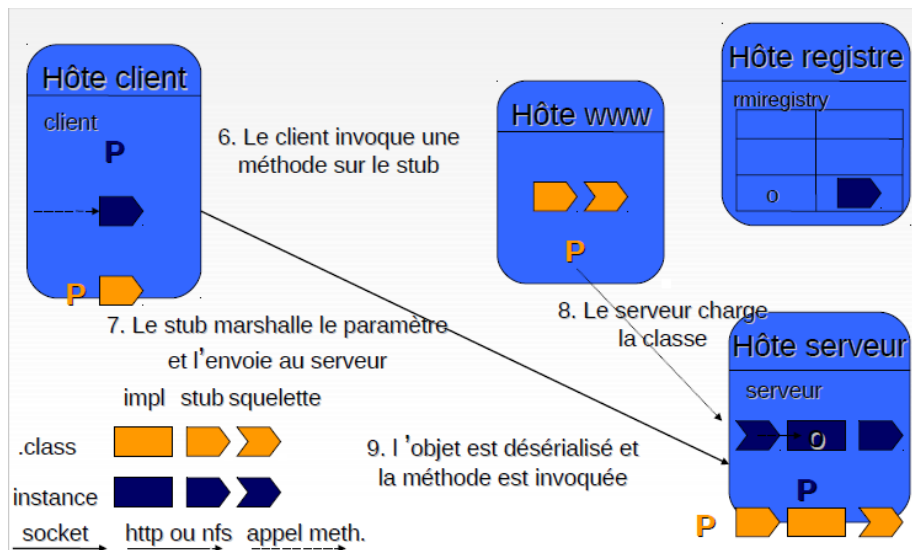 Hôte client
client
P
P
6. Le client invoque une
méthode sur le stub
Hôte www
P
Hôte registre
rmiregistry
o
7. Le stub marshalle le paramètre
et l'envoie au serveur
8. Le serveur charge
la classe
Hôte serveur
serveur
o
P
P
9. l 'objet est désérialisé et
la méthode est invoquée
impl stub squelette
.class
instance
socket http ou nfs appel meth.